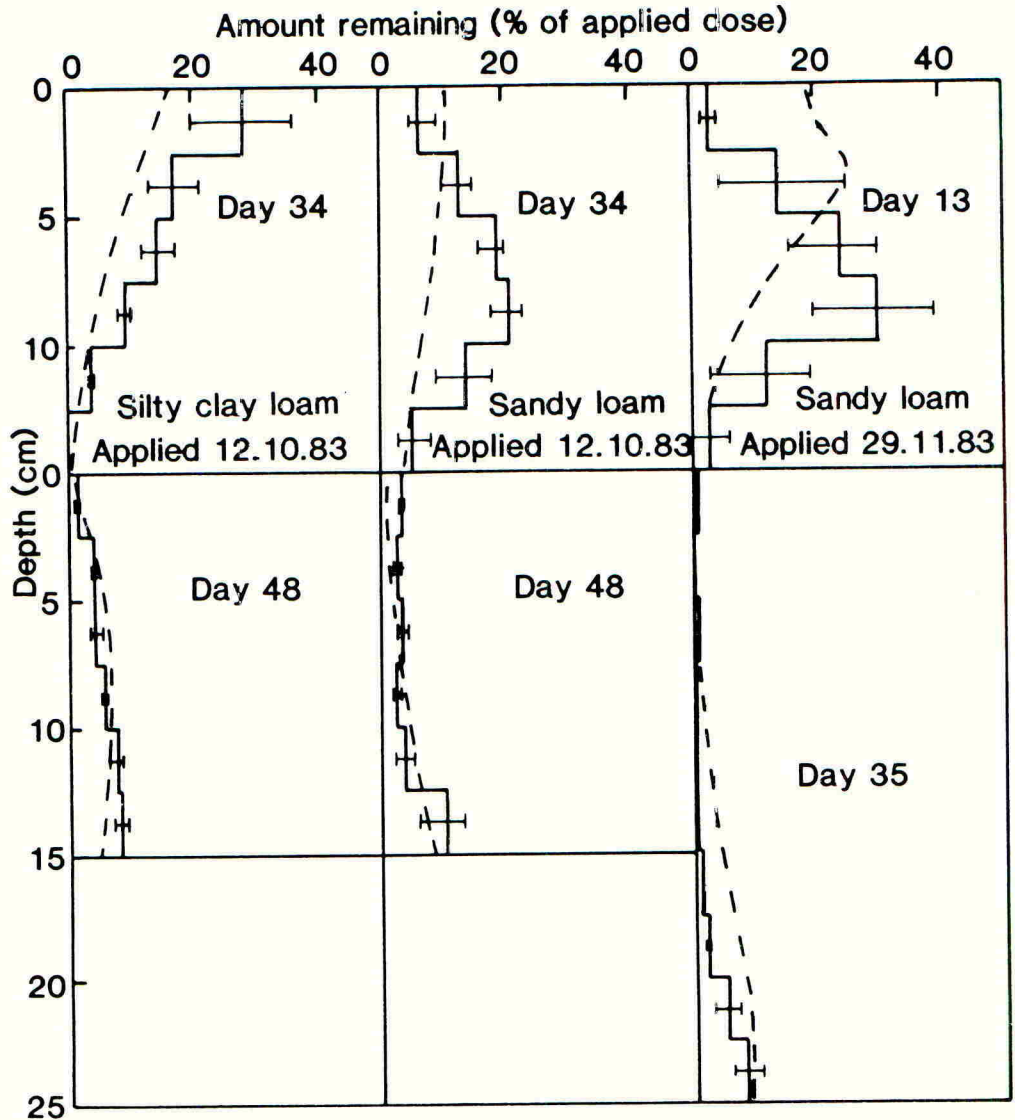 Amount remaining (% of applied dose)
0 20 40 0 20 40 0 20 40
0
5
10
Day 34
Day 34
Day 13
Silty clay loam
Applied 12.10.83
Sandy loam
Applied 12.10.83
Sandy loam
Applied 29.11.83
Depth (cm)
0
5
10
15
20
25
Day 48
Day 48
Day 35